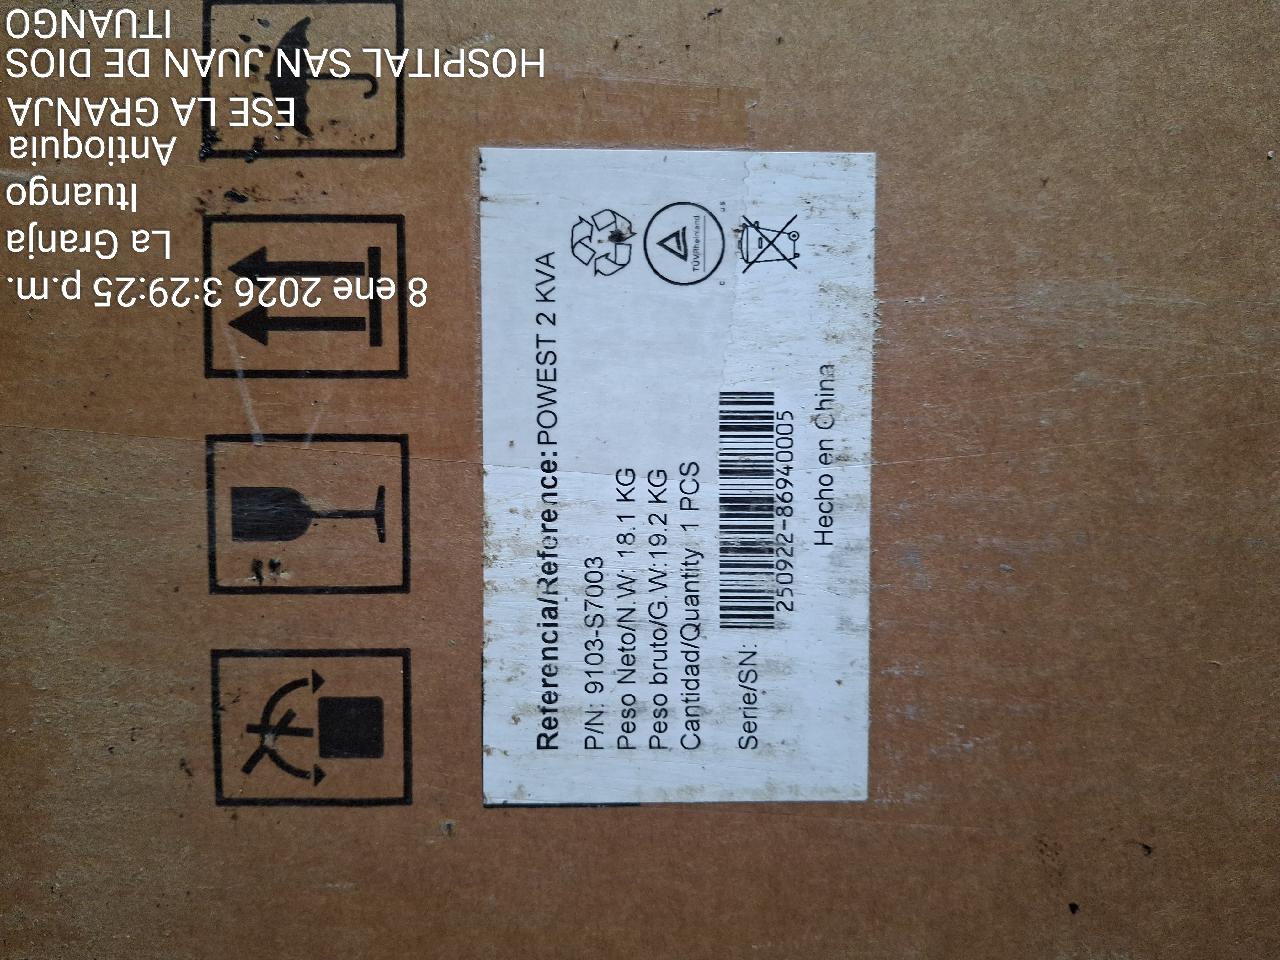 8 ene 2026 3:29:25 p.m.
La Granja
Ituango
Antioquia
ESE LA GRANJA
HOSPITAL SAN JUAN DE DIOS
ITUANGO
Referencia/Reference: POWEST 2 KVA
P/N: 9103-S7003
Peso Neto/N.W: 18.1 KG
Peso bruto/G.W:19.2 KG
Cantidad/Quantity: 1 PCS
Serie/SN:
250922-86940005
Hecho en China
TÜVRheinland
C US